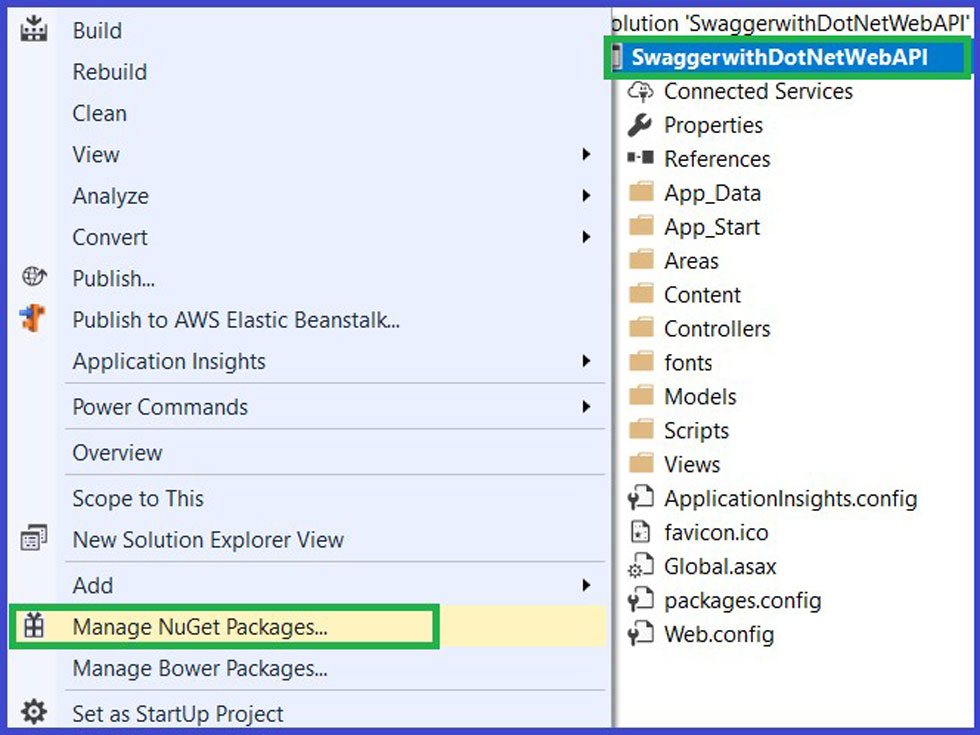 Build
Rebuild
Clean
View
Analyze
Convert
Publish...
Publish to AWS Elastic Beanstalk...
Application Insights
Power Commands
Overview
Scope to This
New Solution Explorer View
Add
Manage NuGet Packages...
Manage Bower Packages...
Set as StartUp Project
olution 'SwaggerwithDotNetWebAPI'
SwaggerwithDotNetWebAPI
Connected Services
Properties
References
App_Data
App_Start
Areas
Content
Controllers
fonts
Models
Scripts
Views
ApplicationInsights.config
favicon.ico
Global.asax
packages.config
Web.config